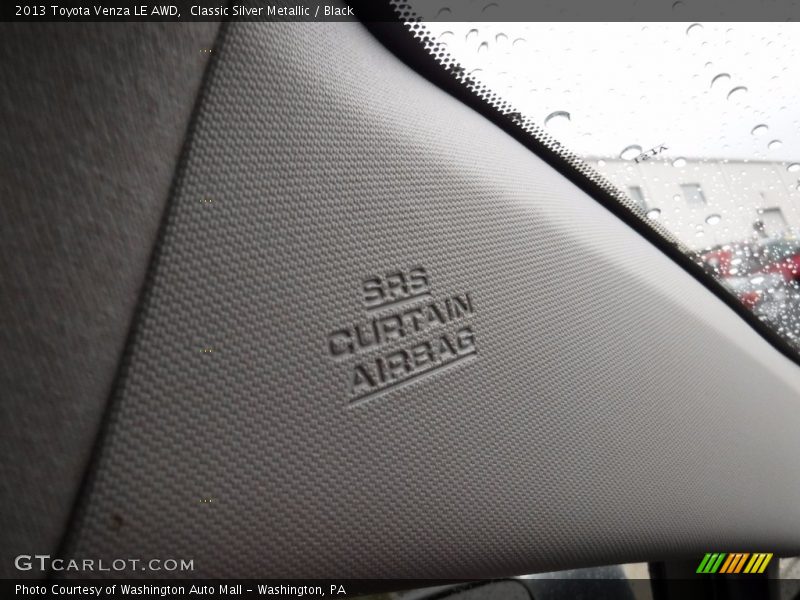 2013 Toyota Venza LE AWD,  Classic Silver Metallic / Black
SRS
CURTAIN
AIRBAG
GTCARLOT.COM
Photo Courtesy of Washington Auto Mall - Washington, PA